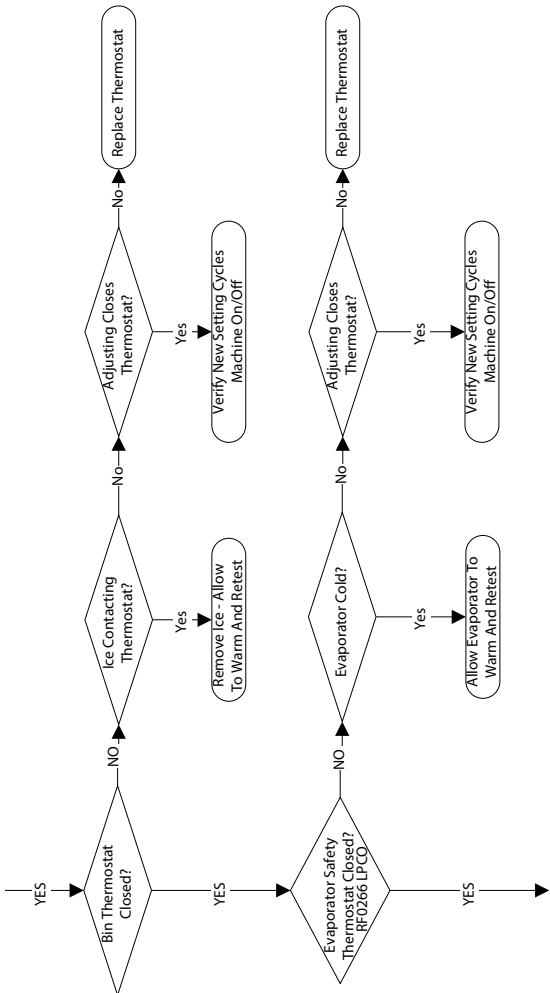 YES
Bin Thermostat
Closed?
NO
Ice Contacting
Thermostat?
No
Adjusting Closes
Thermostat?
No
Replace Thermostat
Yes
Remove Ice - Allow
To Warm And Retest
Yes
Verify New Setting Cycles
Machine On/Off
YES
Evaporator Safety
Thermostat Closed?
RF0266 LPCO
NO
Evaporator Cold?
No
Adjusting Closes
Thermostat?
No
Replace Thermostat
Yes
Allow Evaporator To
Warm And Retest
Yes
Verify New Setting Cycles
Machine On/Off
YES